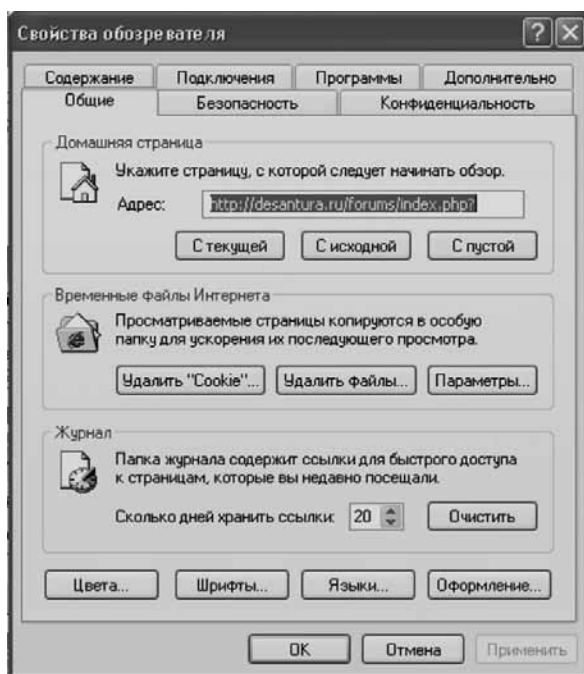 Свойства обозревателя
Содержание Подключения Программы Дополнительно
Общие Безопасность Конфиденциальность
Домашняя страница
Укажите страницу, с которой следует начинать обзор.
Адрес: http://desantura.ru/forums/index.php?
С текущей С исходной С пустой
Временные файлы Интернета
Просматриваемые страницы копируются в особую
папку для ускорения их последующего просмотра.
Удалить "Cookie"... Удалить файлы... Параметры...
Журнал
Папка журнала содержит ссылки для быстрого доступа
к страницам, которые вы недавно посещали.
Сколько дней хранить ссылки: 20 Очистить
Цвета... Шрифты... Языки... Оформление...
OK Отмена Применить